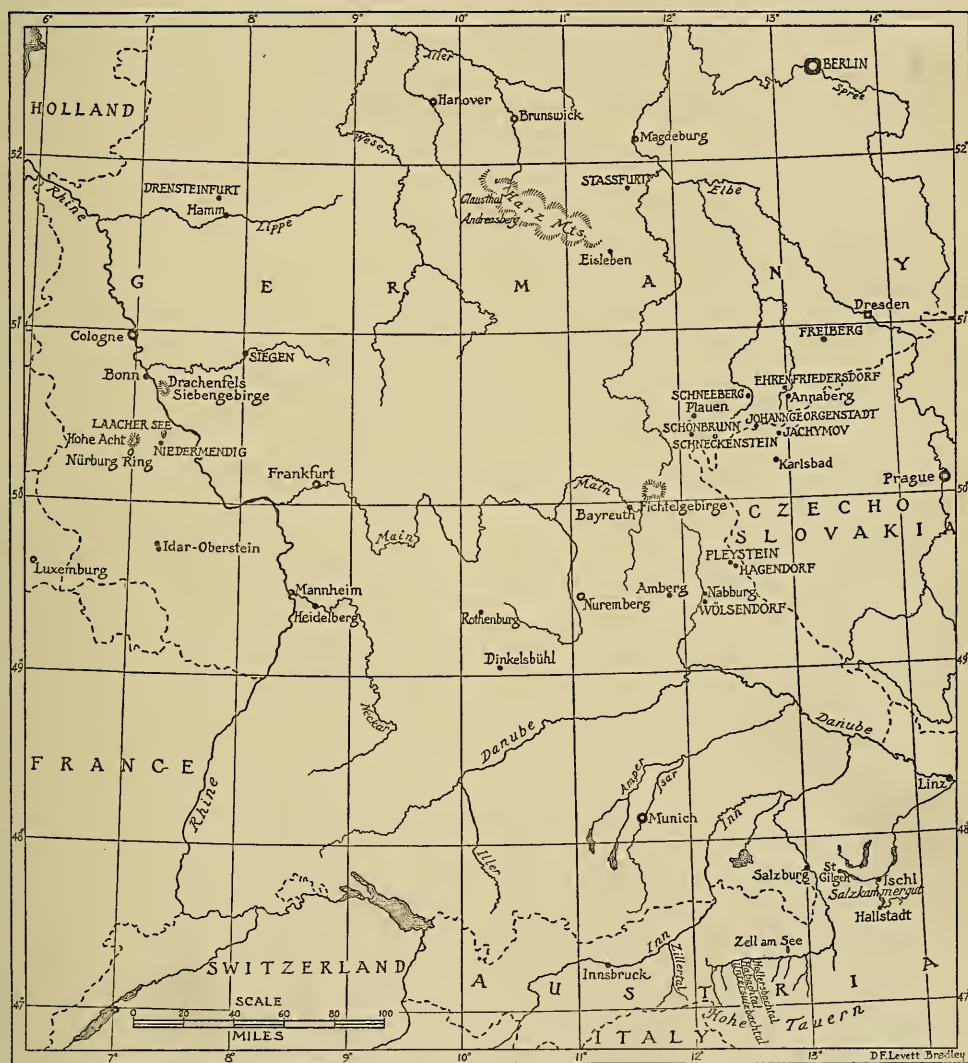 6° 7° 8° 9° 10° 11° 12° 13° 14°
Aller
BERLIN
Spree
HOLLAND
Hanover
Brunswick
Weser
Magdeburg
52° 52°
Rhine
DRENSTEINFURT
STASSFURT
Elbe
Hamm
Lippe
Clausthal
Harz Mts.
Andreasberg
Eisleben
G E R M A N Y
Dresden
51° 51°
Cologne
FREIBERG
SIEGEN
Bonn
Drachenfels
Siebengebirge
EHRENFRIEDERSDORF
SCHNEEBERG
Annaberg
Plauen
LAACHER SEE
JOHANNGEORGENSTADT
Hohe Acht
NIEDERMENDIG
SCHÖNBRUNN
JÁCHYMOV
Nürburg Ring
SCHNECKENSTEIN
Karlsbad
Frankfurt
Prague
50° 50°
Main
Bayreuth
Fichtelgebirge
CZECHO
SLOVAKIA
Main
Idar-Oberstein
PLEYSTEIN
HAGENDORF
Luxemburg
Mannheim
Heidelberg
Rothenburg
Nuremberg
Amberg
Nabburg
WÖLSENDORF
49° 49°
Dinkelsbühl
Neckar
Danube
Danube
FRANCE
Rhine
Amper
Isar
Linz
Munich
Inn
48° 48°
Iller
Salzburg
St.
Gilgen
Ischl
Salzkammergut
Hallstadt
Zell am See
SWITZERLAND
Inn
Innsbruck
Zillertal
Hollersbachtal
Habachtal
Untersulzbachtal
A U S T R I A
47° 47°
SCALE
0 20 40 60 80 100
MILES
ITALY
Hohe Tauern
D.F.Levett Bradley
7° 8° 9° 10° 11° 12° 13° 14°